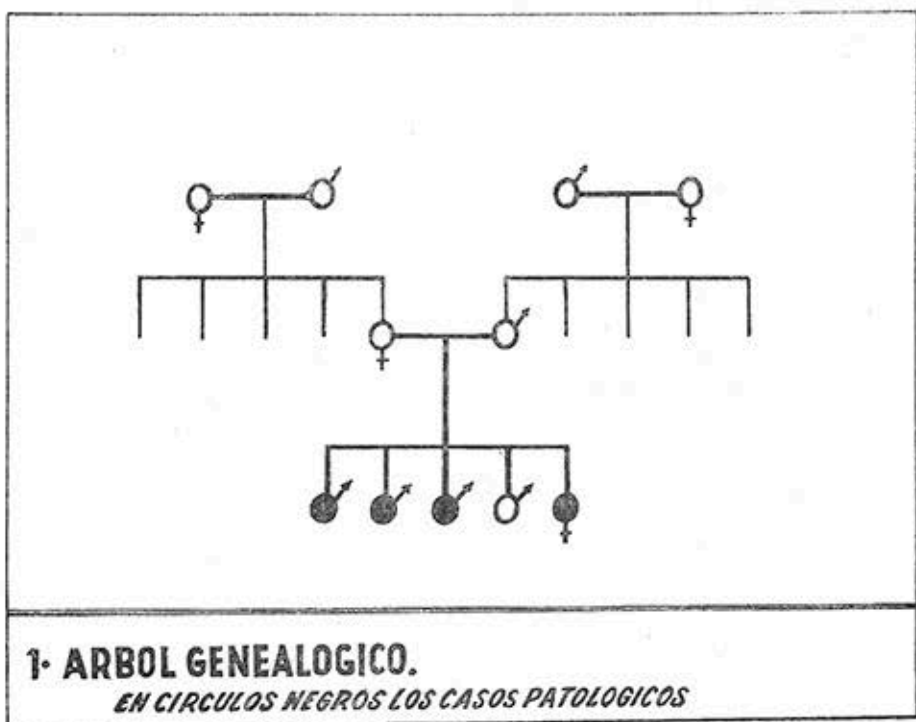 1· ARBOL GENEALOGICO.
EN CIRCULOS NEGROS LOS CASOS PATOLOGICOS